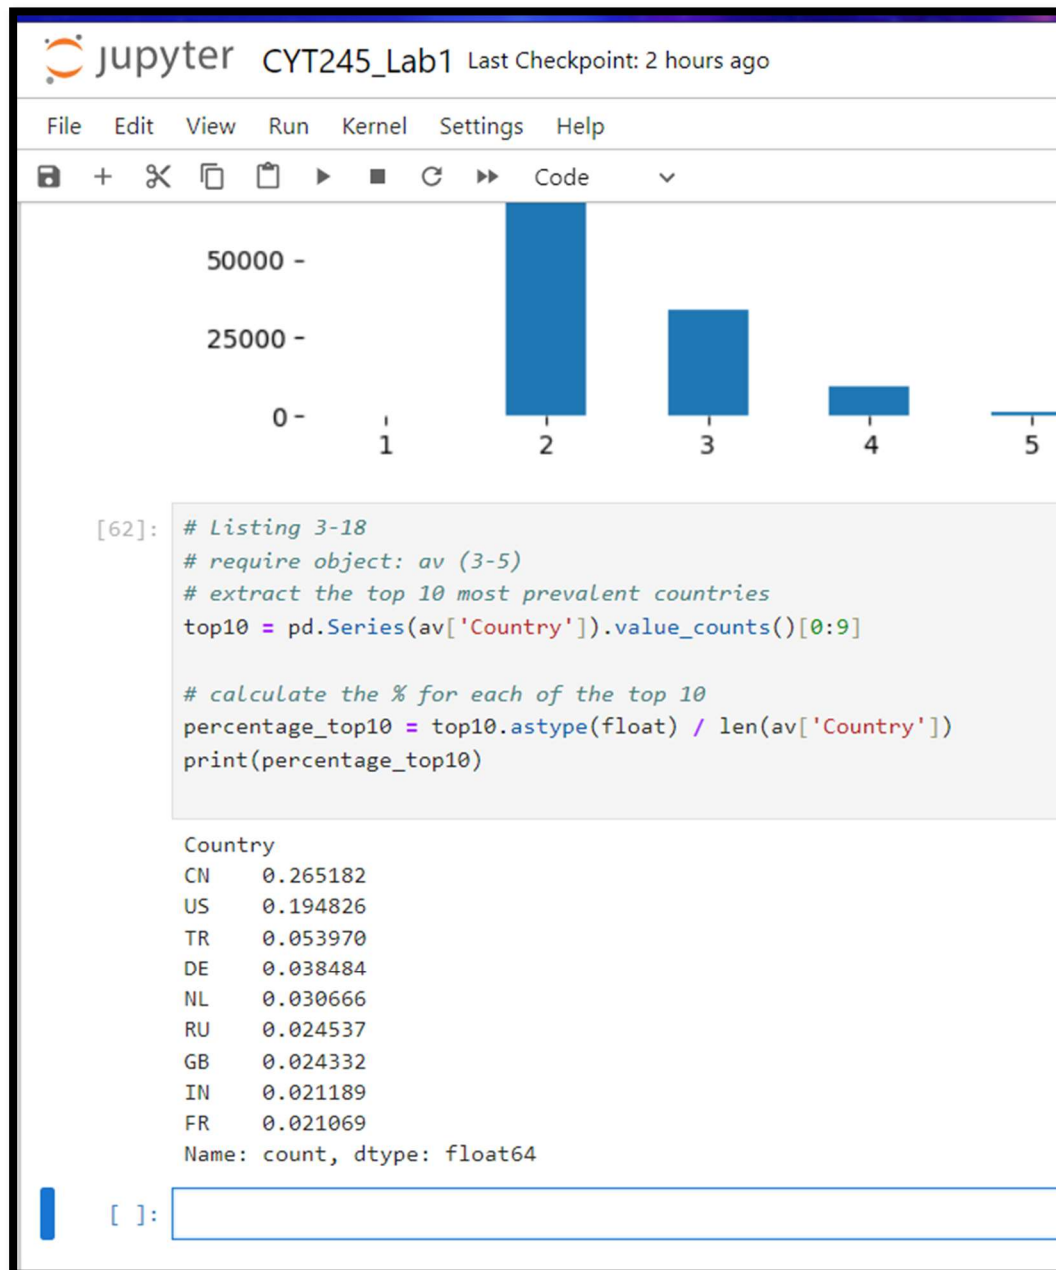 jupyter CYT245_Lab1 Last Checkpoint: 2 hours ago
File Edit View Run Kernel Settings Help
Code
50000
25000
0
1 2 3 4 5
[62]:
# Listing 3-18
# require object: av (3-5)
# extract the top 10 most prevalent countries
top10 = pd.Series(av['Country']).value_counts()[0:9]
# calculate the % for each of the top 10
percentage_top10 = top10.astype(float) / len(av['Country'])
print(percentage_top10)
Country
CN 0.265182
US 0.194826
TR 0.053970
DE 0.038484
NL 0.030666
RU 0.024537
GB 0.024332
IN 0.021189
FR 0.021069
Name: count, dtype: float64
[ ]: